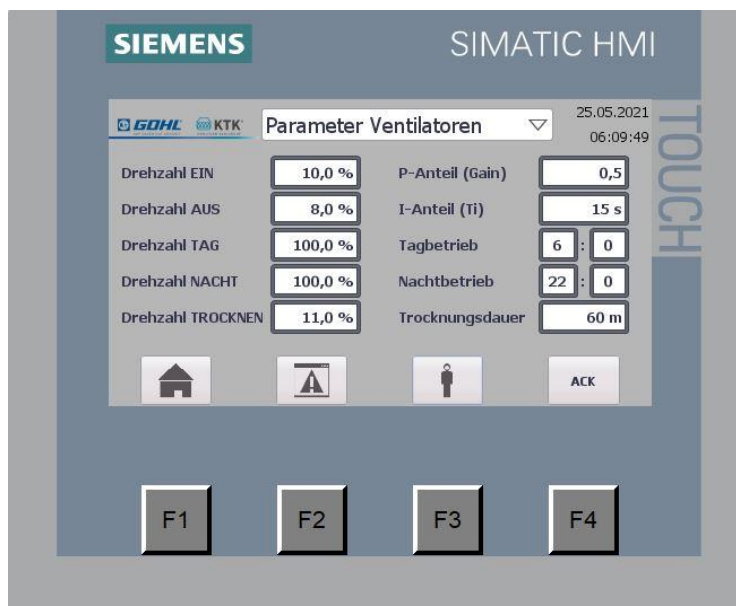 SIEMENS
SIMATIC HMI
TOUCH
GOHL KTK
Parameter Ventilatoren
25.05.2021
06:09:49
Drehzahl EIN 10,0 % P-Anteil (Gain) 0,5
Drehzahl AUS 8,0 % I-Anteil (Ti) 15 s
Drehzahl TAG 100,0 % Tagbetrieb 6 : 0
Drehzahl NACHT 100,0 % Nachtbetrieb 22 : 0
Drehzahl TROCKNEN 11,0 % Trocknungsdauer 60 m
ACK
F1 F2 F3 F4